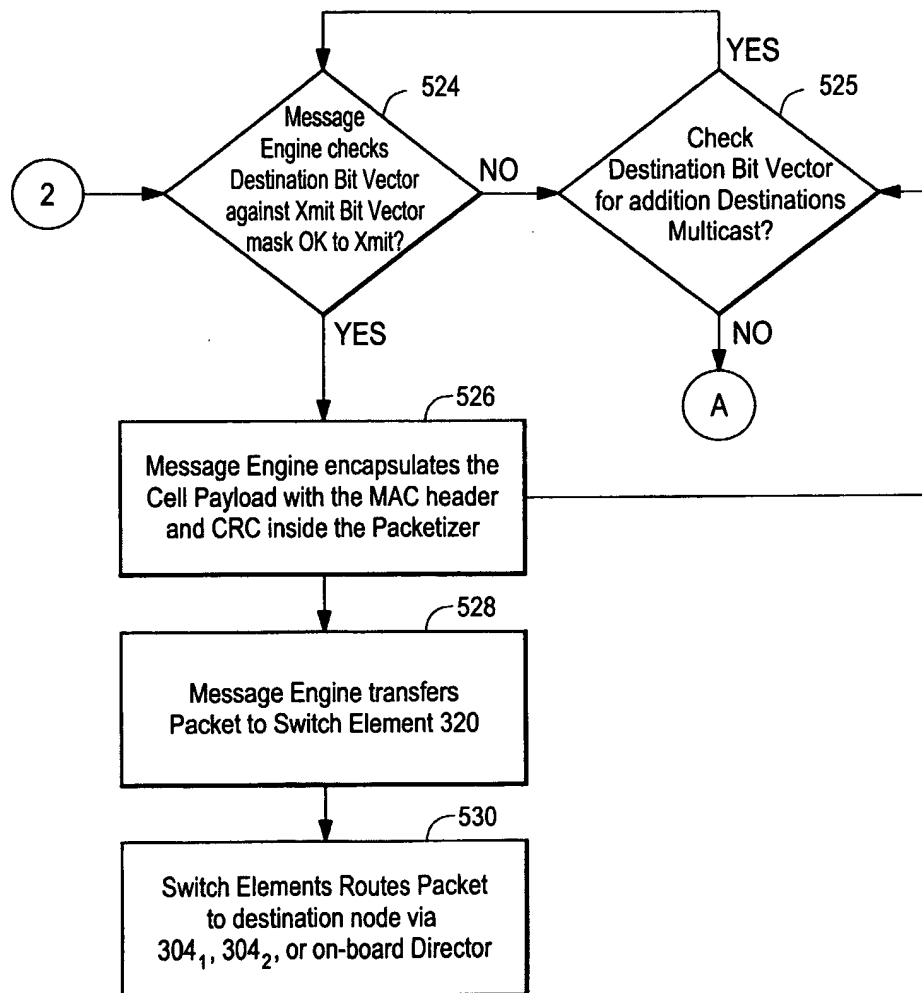 YES
524
525
Message
Engine checks
Destination Bit Vector
against Xmit Bit Vector
mask OK to Xmit?
NO
Check
Destination Bit Vector
for addition Destinations
Multicast?
2
YES
NO
A
526
Message Engine encapsulates the
Cell Payload with the MAC header
and CRC inside the Packetizer
528
Message Engine transfers
Packet to Switch Element 320
530
Switch Elements Routes Packet
to destination node via
304₁, 304₂, or on-board Director